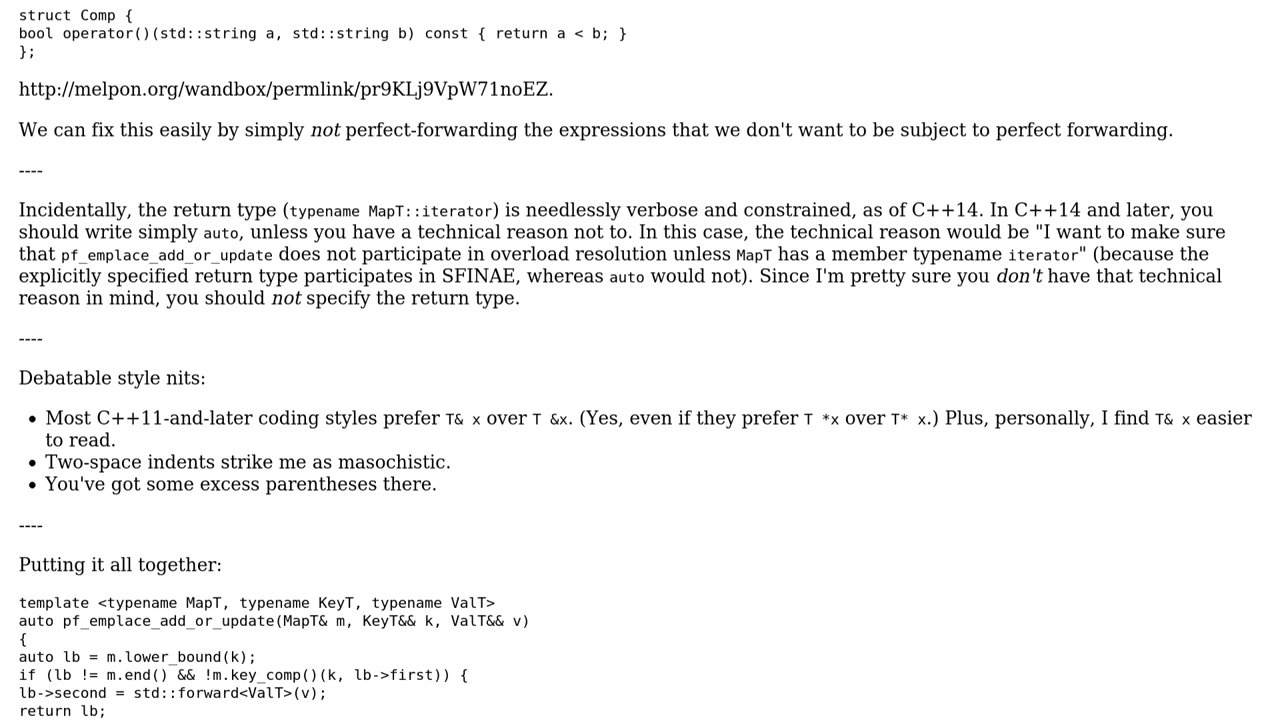 struct Comp {
bool operator()(std::string a, std::string b) const { return a < b; }
};
http://melpon.org/wandbox/permlink/pr9KLj9VpW71noEZ.
We can fix this easily by simply not perfect-forwarding the expressions that we don't want to be subject to perfect forwarding.
----
Incidentally, the return type (typename MapT::iterator) is needlessly verbose and constrained, as of C++14. In C++14 and later, you
should write simply auto, unless you have a technical reason not to. In this case, the technical reason would be "I want to make sure
that pf_emplace_add_or_update does not participate in overload resolution unless MapT has a member typename iterator" (because the
explicitly specified return type participates in SFINAE, whereas auto would not). Since I'm pretty sure you don't have that technical
reason in mind, you should not specify the return type.
----
Debatable style nits:
• Most C++11-and-later coding styles prefer T& x over T &x. (Yes, even if they prefer T *x over T* x.) Plus, personally, I find T& x easier
to read.
• Two-space indents strike me as masochistic.
• You've got some excess parentheses there.
----
Putting it all together:
template <typename MapT, typename KeyT, typename ValT>
auto pf_emplace_add_or_update(MapT& m, KeyT&& k, ValT&& v)
{
auto lb = m.lower_bound(k);
if (lb != m.end() && !m.key_comp()(k, lb->first)) {
lb->second = std::forward<ValT>(v);
return lb;